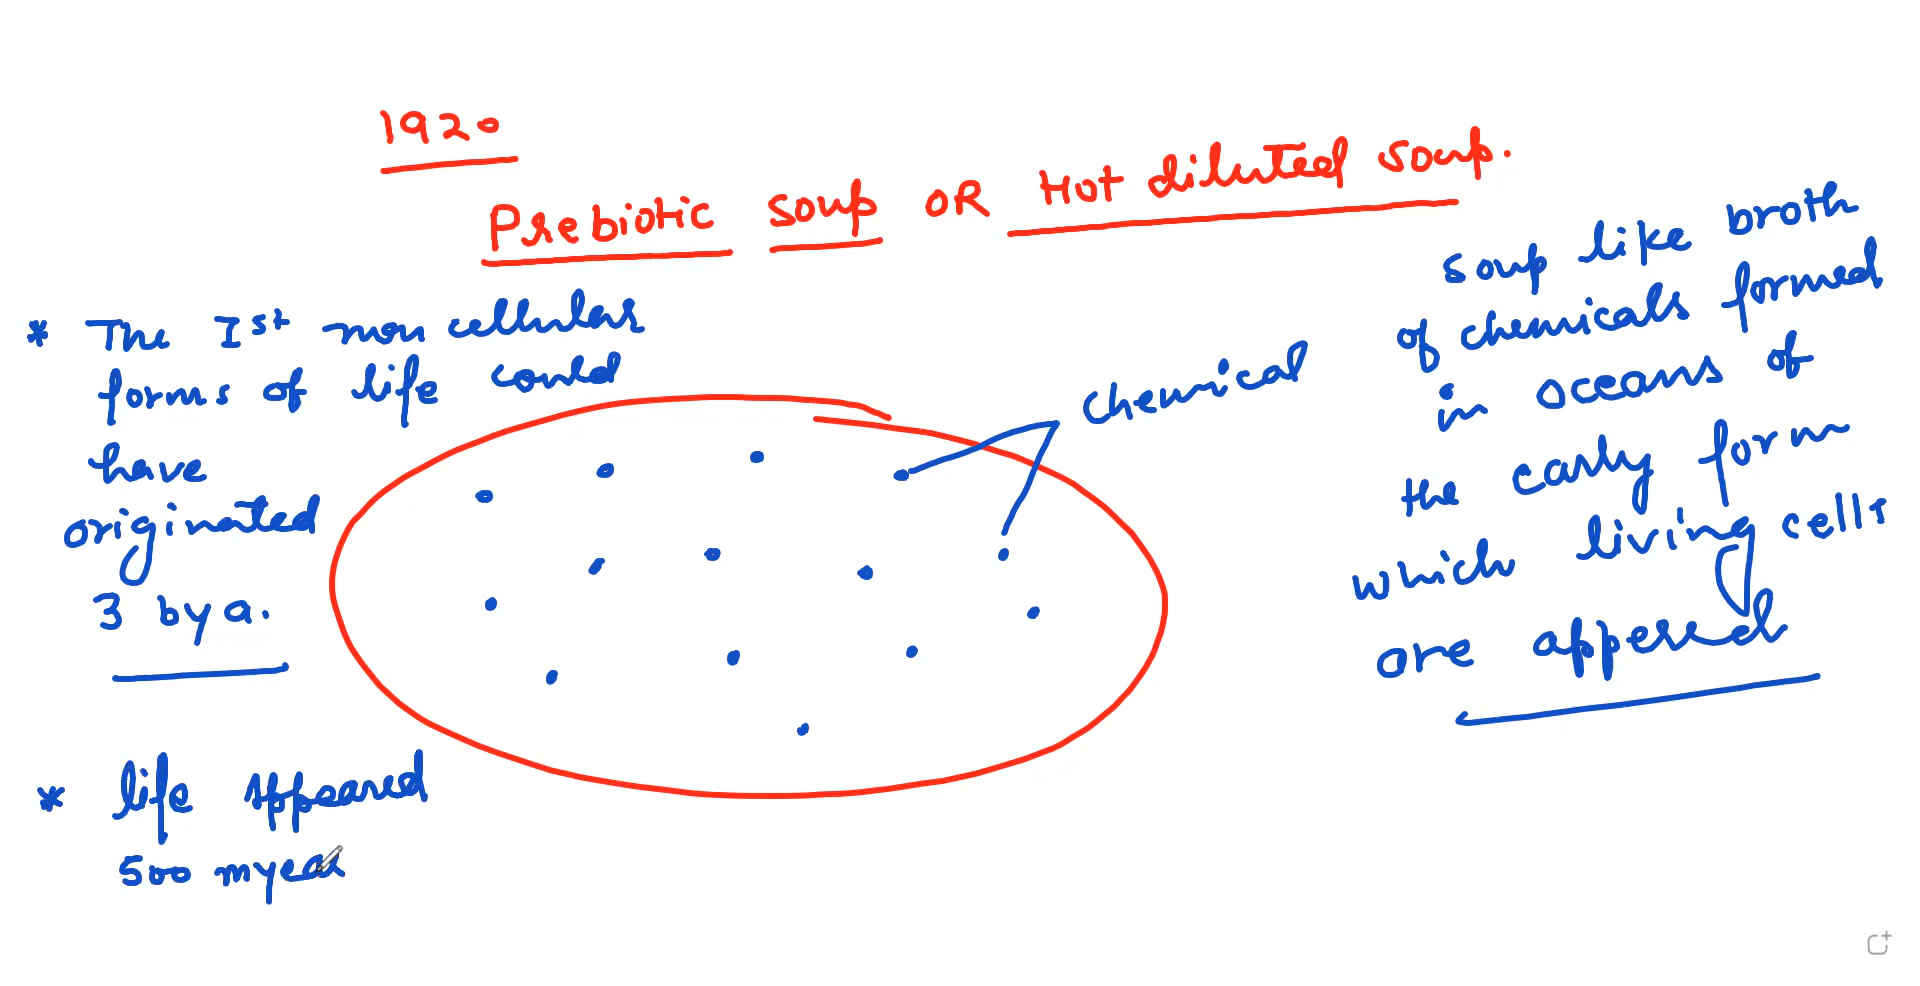 1920
Prebiotic soup OR Hot diluted soup.
* The Ist non cellular
forms of life could
have
originated
3 bya.
* life appeared
500 myear
chemical
soup like broth
of chemicals formed
in oceans of
the early form
which living cells
are appered